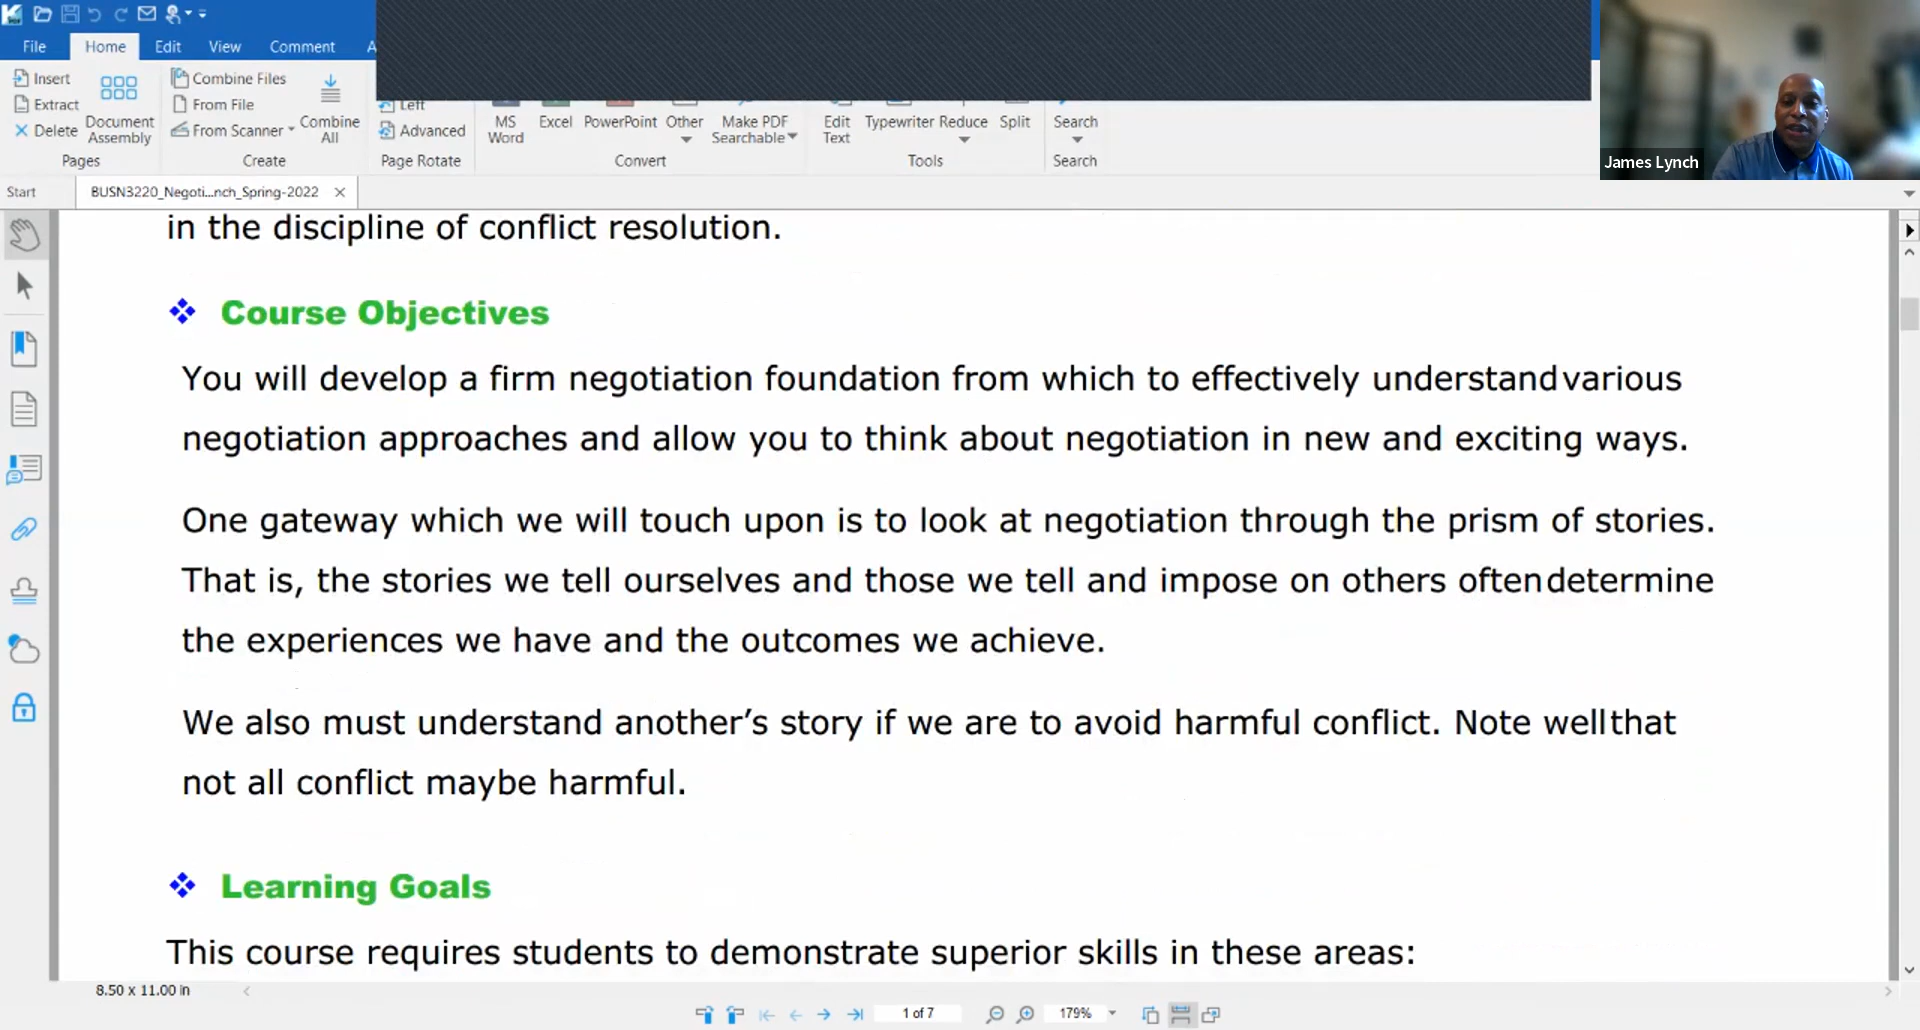 File Home Edit View Comment A
Insert
Extract
Delete
Document
Assembly
Pages
Combine Files
From File
From Scanner
Combine
All
Create
Left
Advanced
Page Rotate
MS
Word
Excel
PowerPoint
Other
Make PDF
Searchable
Convert
Edit
Text
Typewriter
Reduce
Split
Tools
Search
Search
James Lynch
Start
BUSN3220_Negoti...nch_Spring-2022
in the discipline of conflict resolution.
Course Objectives
You will develop a firm negotiation foundation from which to effectively understand various
negotiation approaches and allow you to think about negotiation in new and exciting ways.
One gateway which we will touch upon is to look at negotiation through the prism of stories.
That is, the stories we tell ourselves and those we tell and impose on others often determine
the experiences we have and the outcomes we achieve.
We also must understand another’s story if we are to avoid harmful conflict. Note well that
not all conflict maybe harmful.
Learning Goals
This course requires students to demonstrate superior skills in these areas:
8.50 x 11.00 in
1 of 7
179%